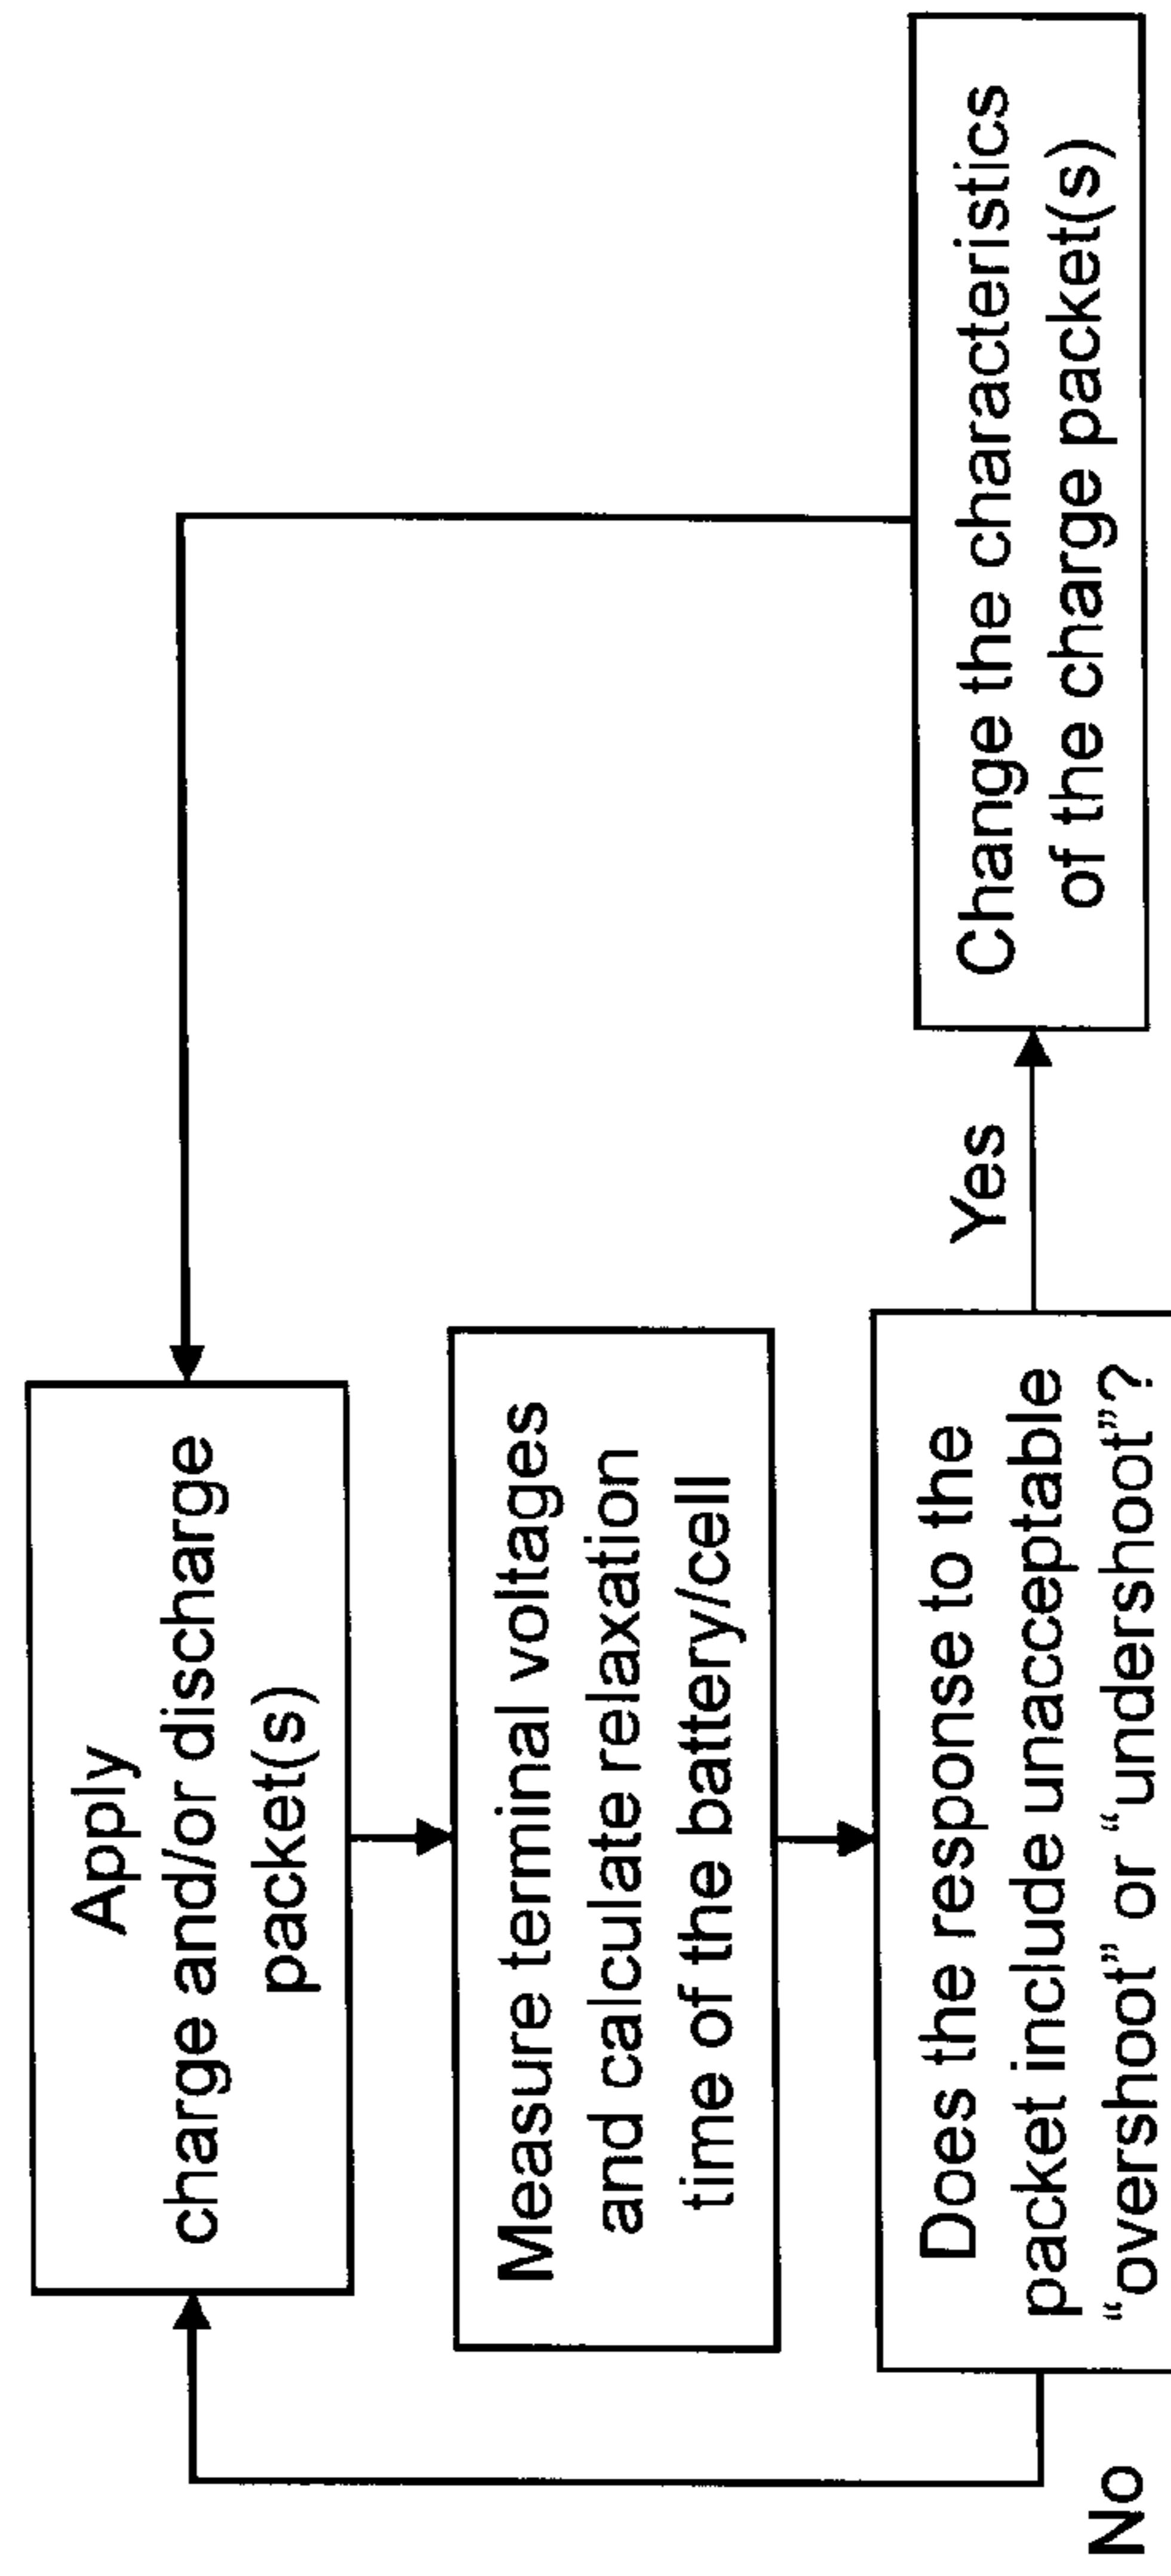 Apply
charge and/or discharge
packet(s)
Measure terminal voltages
and calculate relaxation
time of the battery/cell
Does the response to the
packet include unacceptable
“overshoot” or “undershoot”?
No
Yes
Change the characteristics
of the charge packet(s)